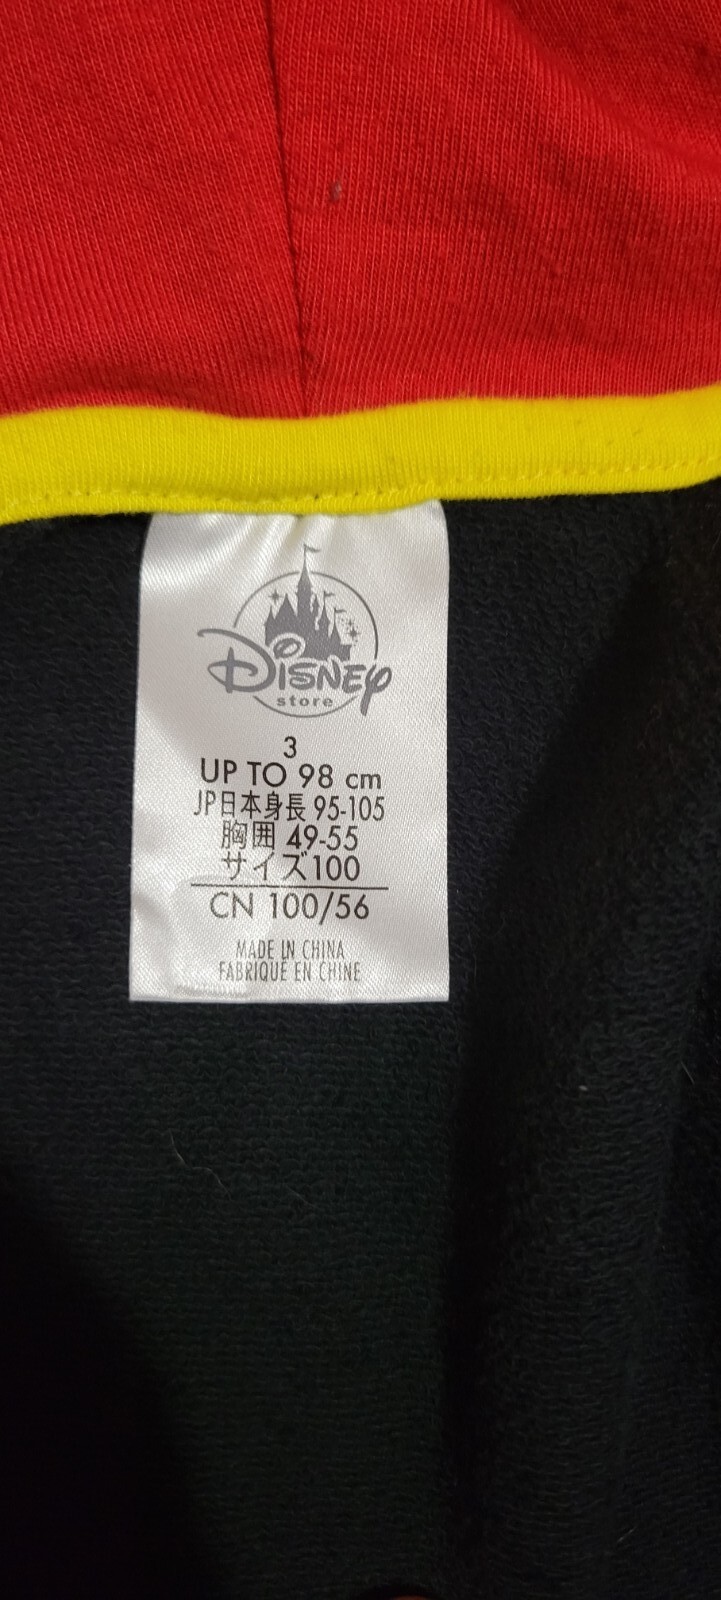 Disney
store
3
UP TO 98 cm
JP日本身長 95-105
胸囲 49-55
サイズ100
CN 100/56
MADE IN CHINA
FABRIQUÉ EN CHINE